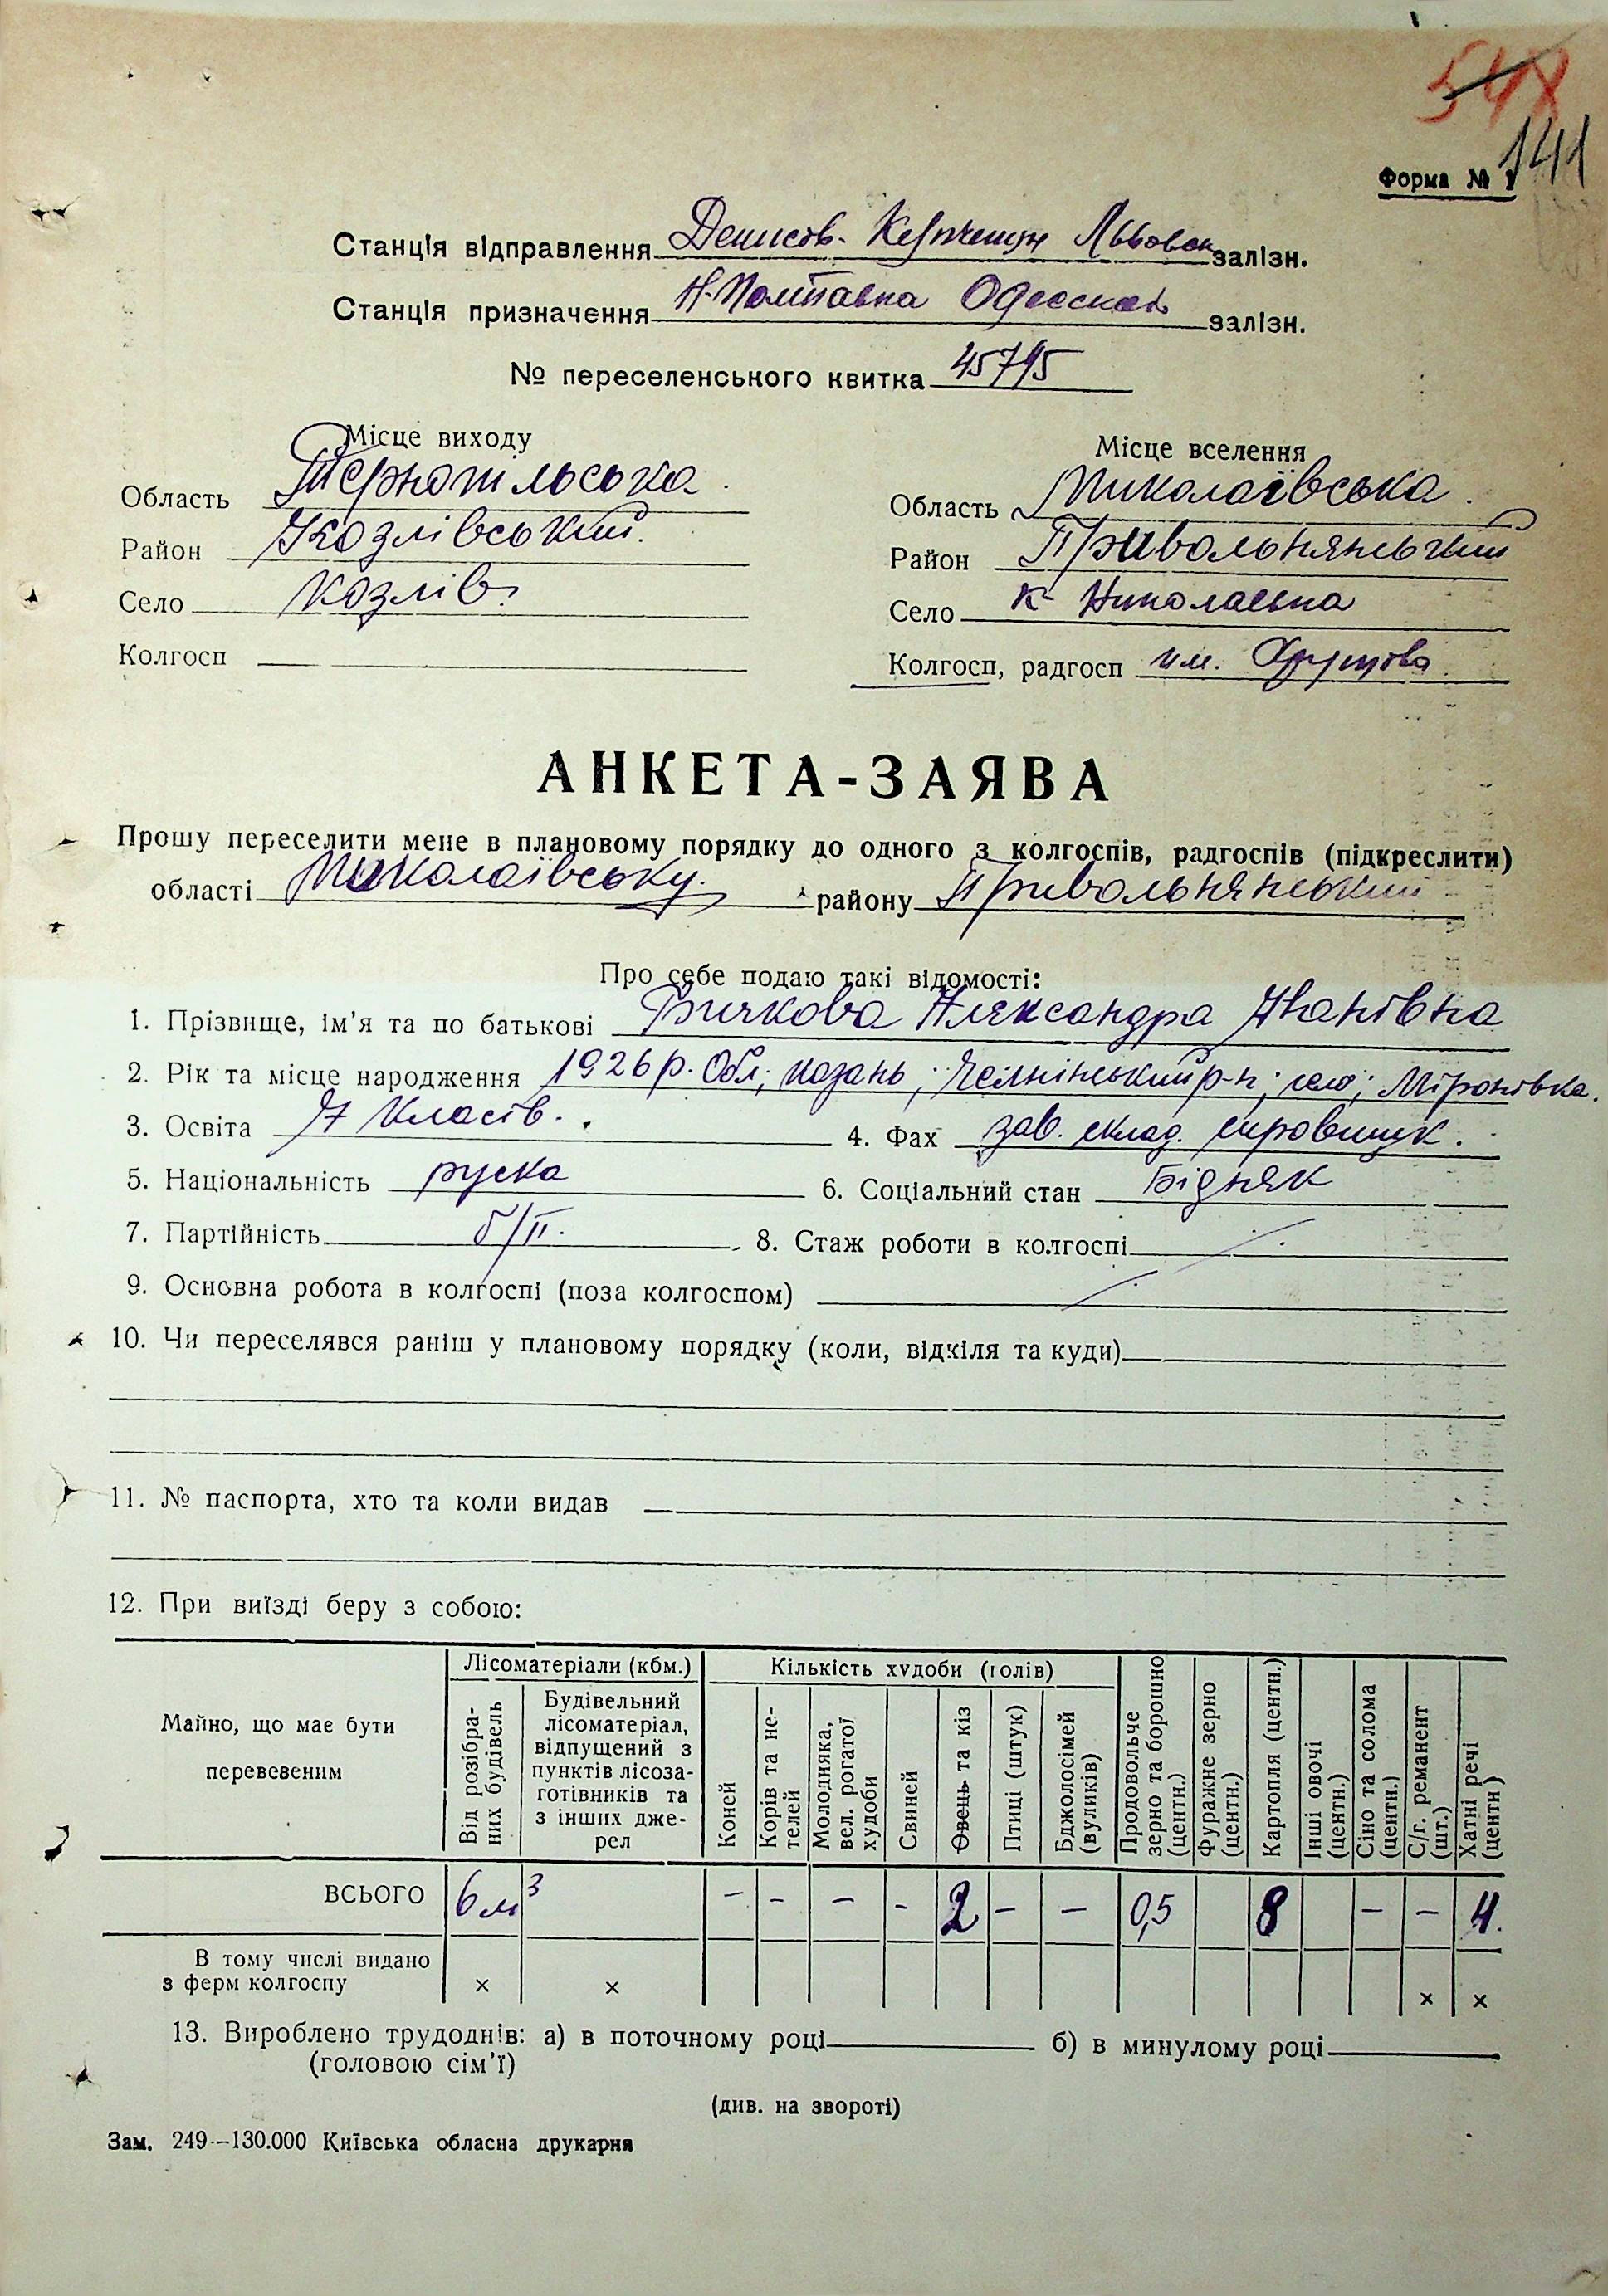 548
141
Форма № 1
Станція відправлення Денисов- Купчинци Львовск залізн.
Станція призначення Н-Полтавка Одесской залізн.
№ переселенського квитка 45795
Місце виходу
Область Тернопільська
Район Козлівський.
Село Козлів.
Колгосп
Місце вселення
Область Миколаївська.
Район Привольнянський
Село к- Николаевка
Колгосп, радгосп им. Хрущова
АНКЕТА-ЗАЯВА
Прошу переселити мене в плановому порядку до одного з колгоспів, радгоспів (підкреслити)
області Миколаївську. району Привольнянський
Про себе подаю такі відомості:
1. Прізвище, ім'я та по батькові Бичкова Александра Іванівна
2. Рік та місце народження 1926 р. Обл; Казань; Челнінський р-н; село; Міронівка.
3. Освіта 7 класів. 4. Фах зав. склад. сировищук.
5. Національність руска 6. Соціальний стан Бідняк
7. Партійність б/п. 8. Стаж роботи в колгоспі
9. Основна робота в колгоспі (поза колгоспом)
10. Чи переселявся раніш у плановому порядку (коли, відкіля та куди)
11. № паспорта, хто та коли видав
12. При виїзді беру з собою:
Майно, що має бути перевевеним
Лісоматеріали (кбм.)
Від розібраних будівель
Будівельний лісоматеріал, відпущений з пунктів лісозаготівників та з інших джерел
Кількість худоби (голів)
Коней
Корів та нетелей
Молодняка, вел. рогатої худоби
Свиней
Овець та кіз
Птиці (штук)
Бджолосімей (вуликів)
Продовольче зерно та борошно (центн.)
Фуражне зерно (центн.)
Картопля (центн.)
Інші овочі (центн.)
Сіно та солома (центн.)
С/г. реманент (шт.)
Хатні речі (центн)
ВСЬОГО 6 м³ – – – – 2 – – 0,5 8 – – 4.
В тому числі видано з ферм колгоспу × × × ×
13. Вироблено трудоднів: а) в поточному році б) в минулому році
(головою сім'ї)
(див. на звороті)
Зам. 249—130.000 Київська обласна друкарня